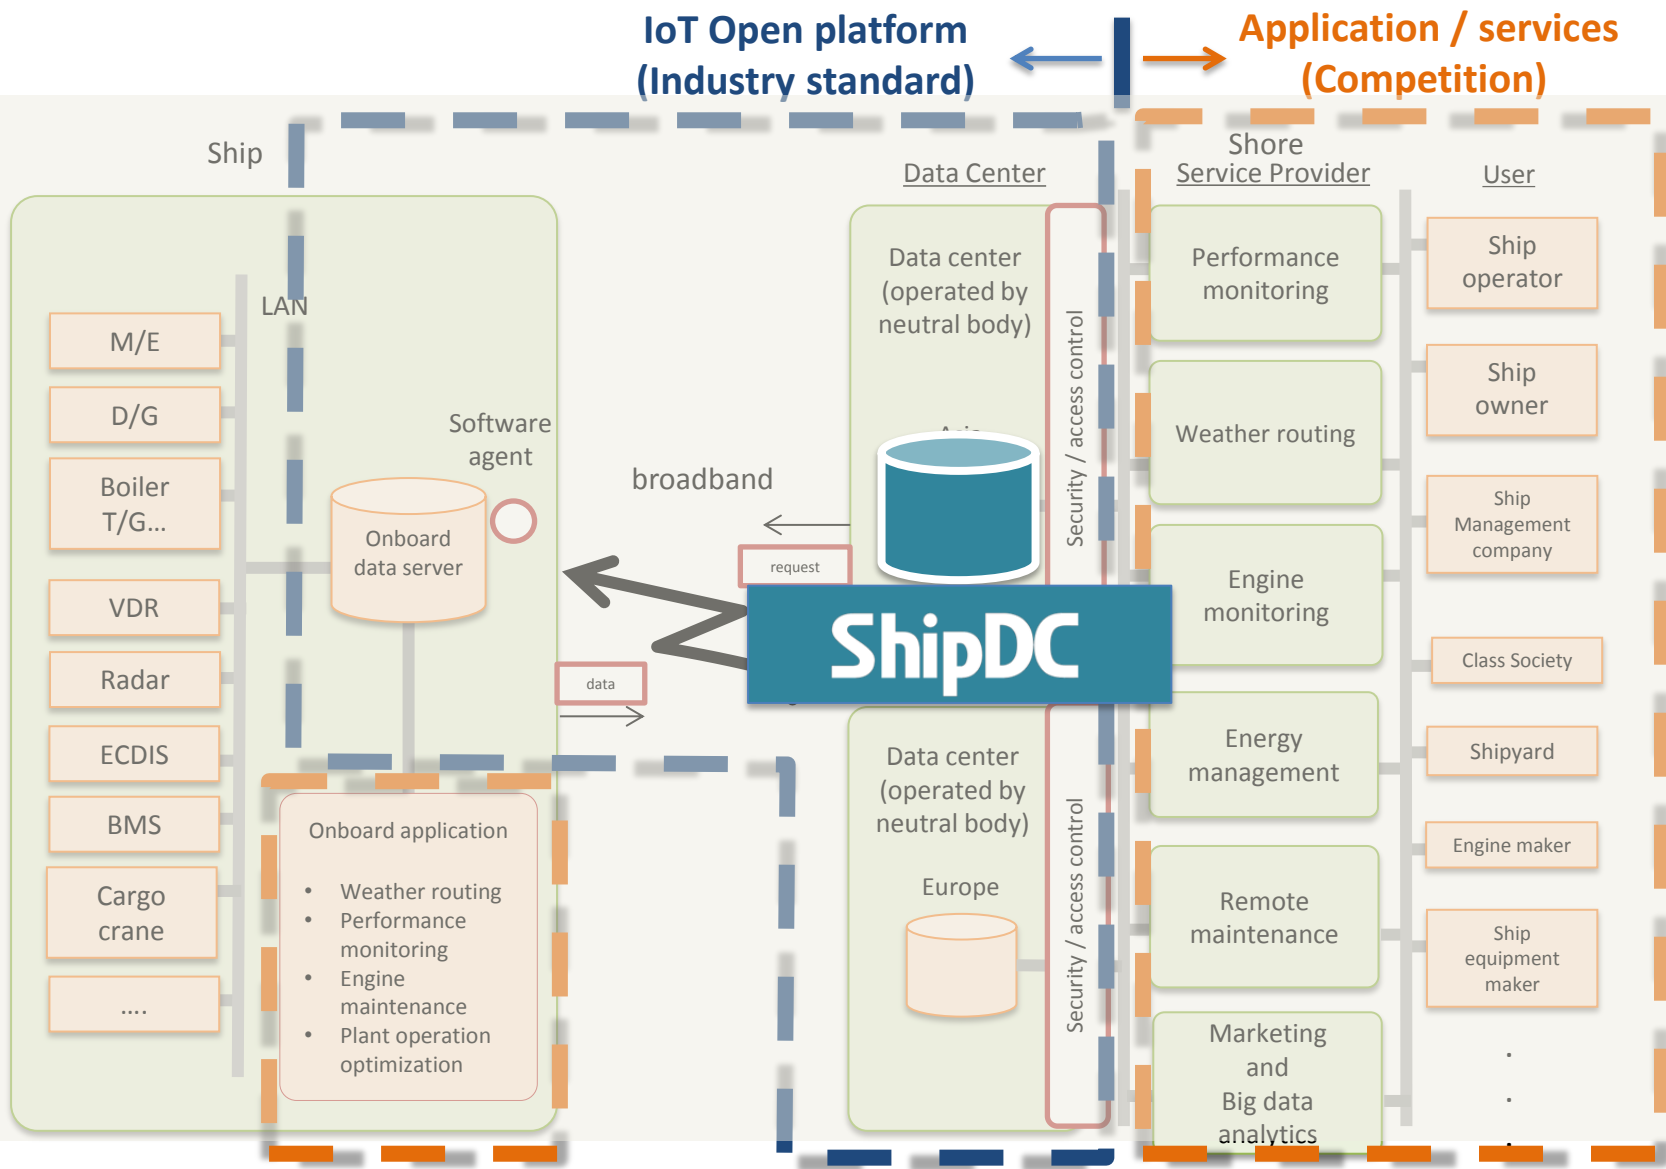 IoT Open platform
(Industry standard)
Application / services
(Competition)
Ship
LAN
M/E
D/G
Boiler
T/G...
VDR
Radar
ECDIS
BMS
Cargo
crane
....
Software
agent
Onboard
data server
Onboard application
• Weather routing
• Performance
monitoring
• Engine
maintenance
• Plant operation
optimization
broadband
request
data
Data Center
Data center
(operated by
neutral body)
Asia
Security / access control
ShipDC
Data center
(operated by
neutral body)
Europe
Security / access control
Shore
Service Provider
Performance
monitoring
Weather routing
Engine
monitoring
Energy
management
Remote
maintenance
Marketing
and
Big data
analytics
User
Ship
operator
Ship
owner
Ship
Management
company
Class Society
Shipyard
Engine maker
Ship
equipment
maker
.
.
.